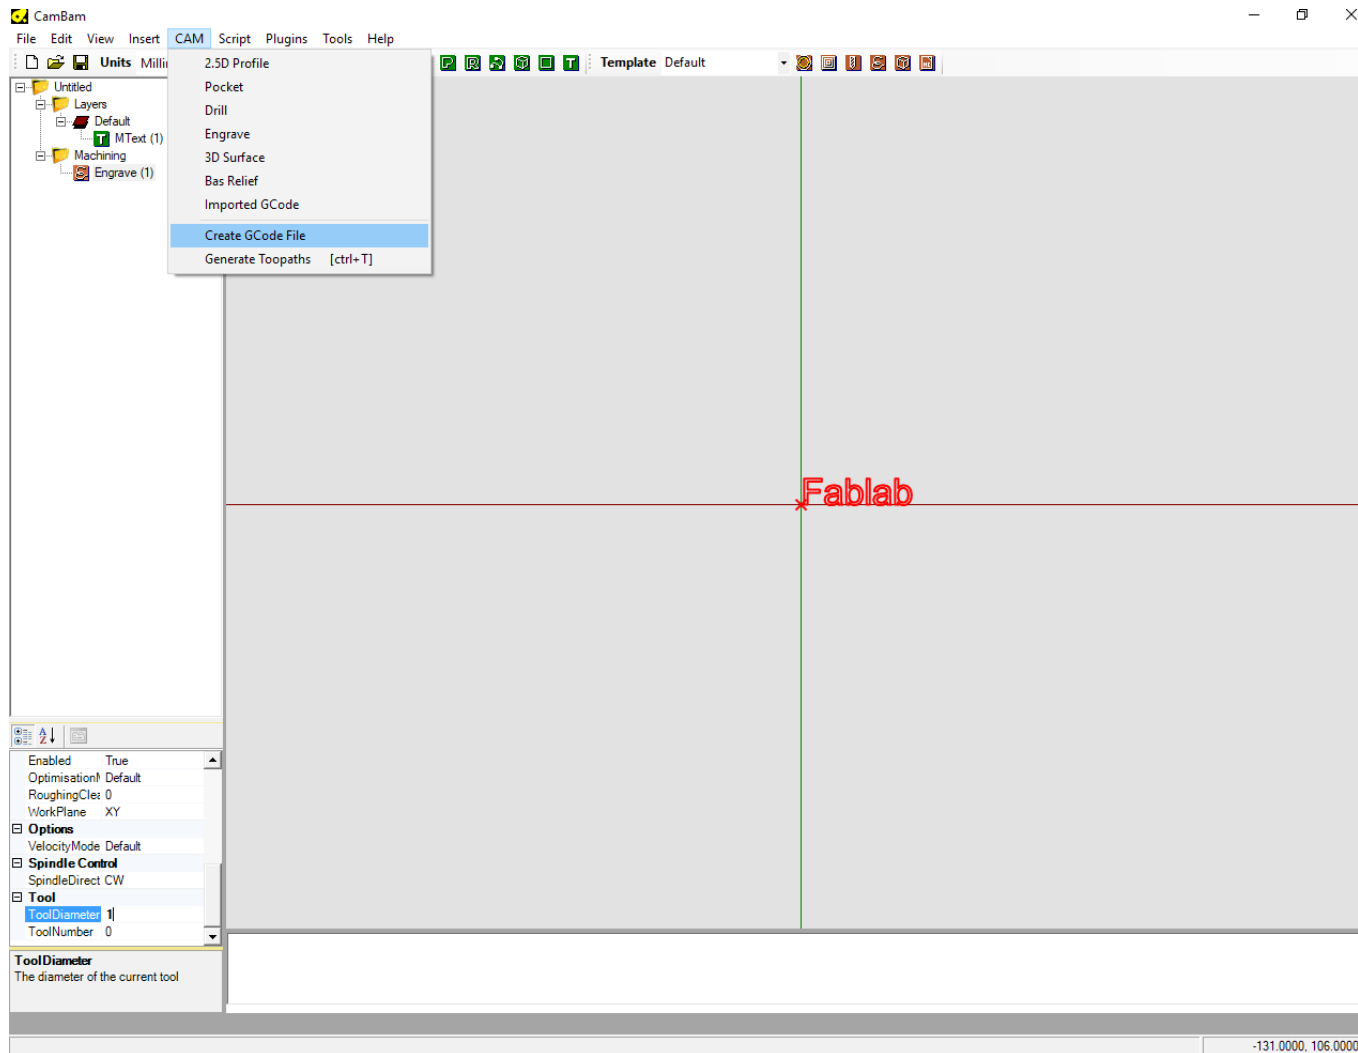 CamBam
File Edit View Insert CAM Script Plugins Tools Help
Units Milli
Template Default
2.5D Profile
Pocket
Drill
Engrave
3D Surface
Bas Relief
Imported GCode
Create GCode File
Generate Toopaths [ctrl+T]
Untitled
Layers
Default
T MText (1)
Machining
Engrave (1)
Fablab
Enabled True
OptimisationM Default
RoughingClea 0
WorkPlane XY
Options
VelocityMode Default
Spindle Control
SpindleDirect CW
Tool
ToolDiameter 1
ToolNumber 0
ToolDiameter
The diameter of the current tool
-131.0000, 106.0000